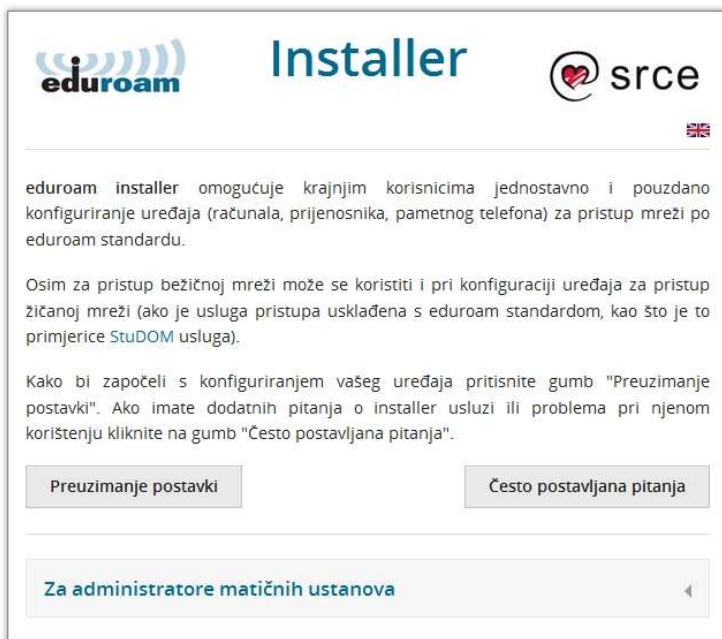 eduroam
Installer
srce
eduroam installer omogućuje krajnjim korisnicima jednostavno i pouzdano
konfiguriranje uređaja (računala, prijenosnika, pametnog telefona) za pristup mreži po
eduroam standardu.
Osim za pristup bežičnoj mreži može se koristiti i pri konfiguraciji uređaja za pristup
žičanoj mreži (ako je usluga pristupa usklađena s eduroam standardom, kao što je to
primjerice StuDOM usluga).
Kako bi započeli s konfiguriranjem vašeg uređaja pritisnite gumb "Preuzimanje
postavki". Ako imate dodatnih pitanja o installer usluzi ili problema pri njenom
korištenju kliknite na gumb "Često postavljana pitanja".
Preuzimanje postavki
Često postavljana pitanja
Za administratore matičnih ustanova